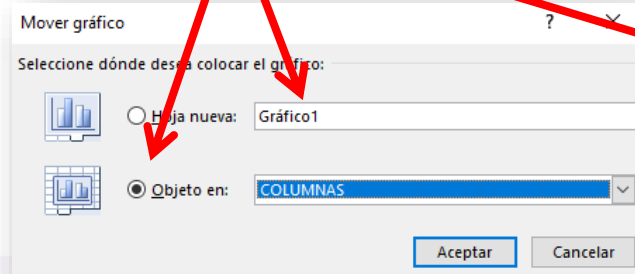 Mover gráfico ?
Seleccione dónde desea colocar el gráfico:
Hoja nueva: Gráfico1
Objeto en: COLUMNAS
Aceptar Cancelar